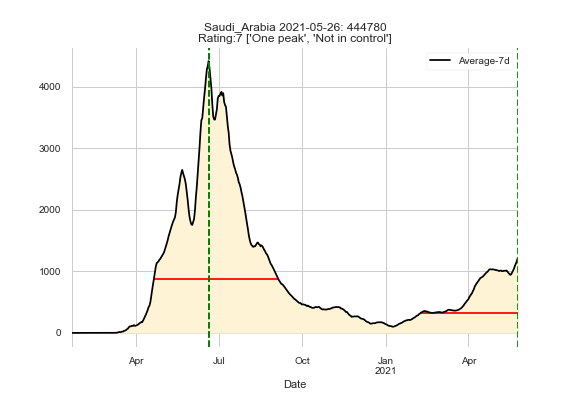 Saudi_Arabia 2021-05-26: 444780
Rating:7 ['One peak', 'Not in control']
Average-7d
4000
3000
2000
1000
0
Apr
Jul
Oct
Jan
2021
Apr
Date